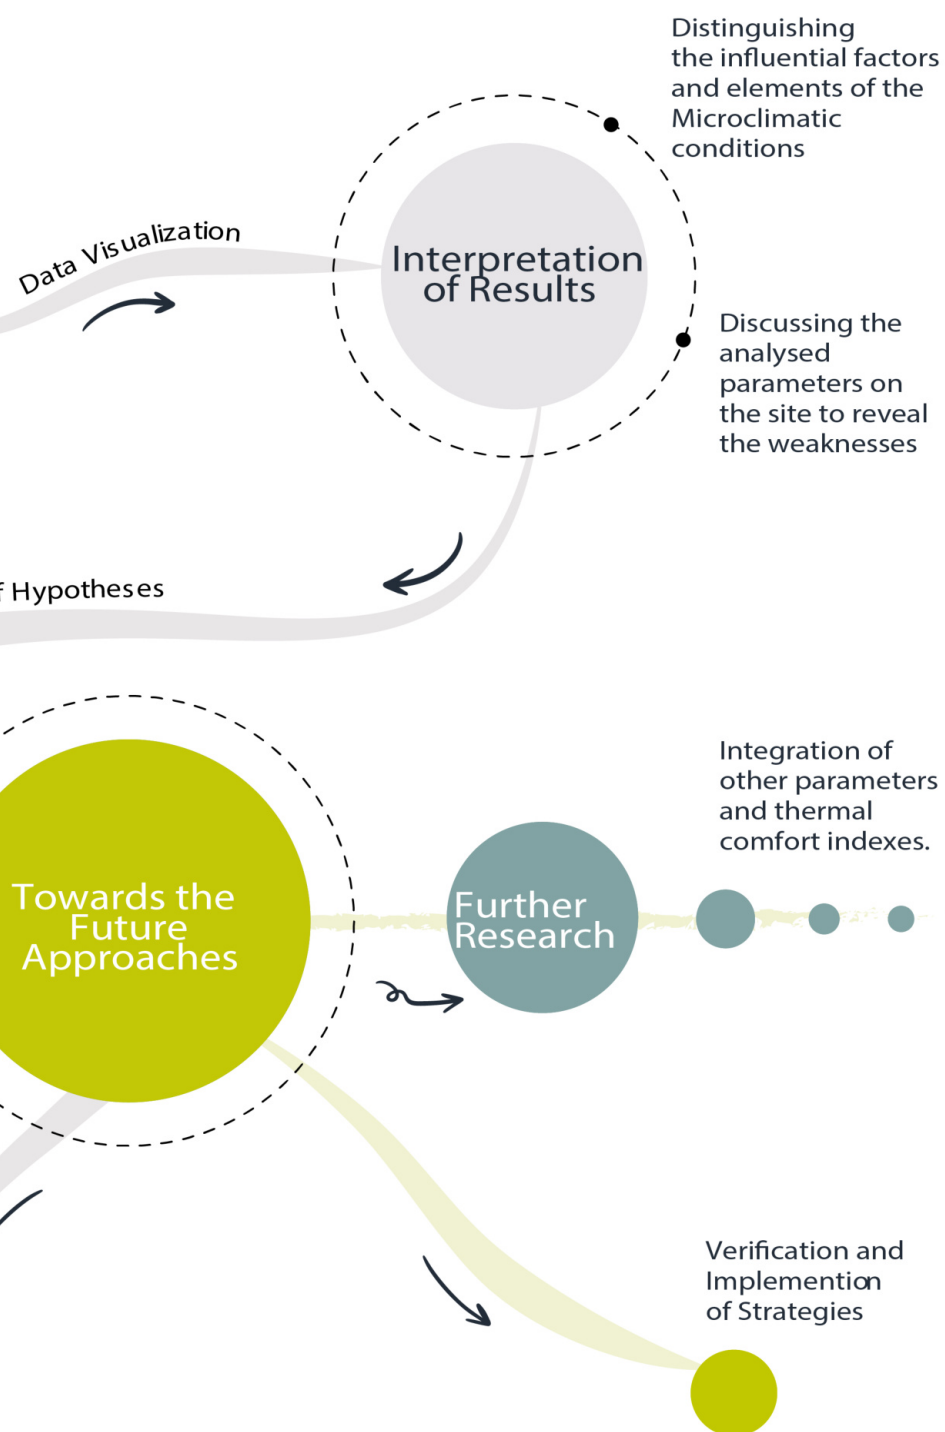 Distinguishing
the influential factors
and elements of the
Microclimatic
conditions
Data Visualization
Interpretation
of Results
Discussing the
analysed
parameters on
the site to reveal
the weaknesses
f Hypotheses
Integration of
other parameters
and thermal
comfort indexes.
Towards the
Future
Approaches
Further
Research
Verification and
Implemention
of Strategies